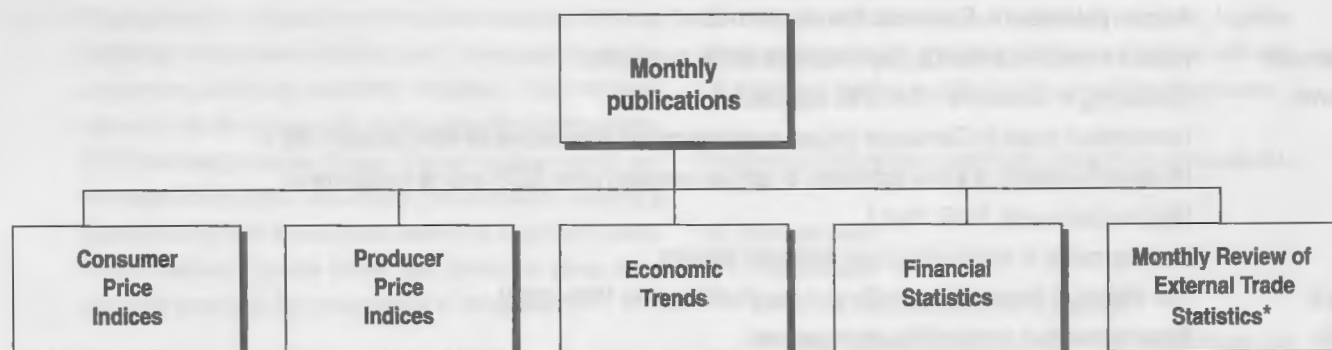 Monthly
publications
Consumer
Price
Indices
Producer
Price
Indices
Economic
Trends
Financial
Statistics
Monthly Review of
External Trade
Statistics*